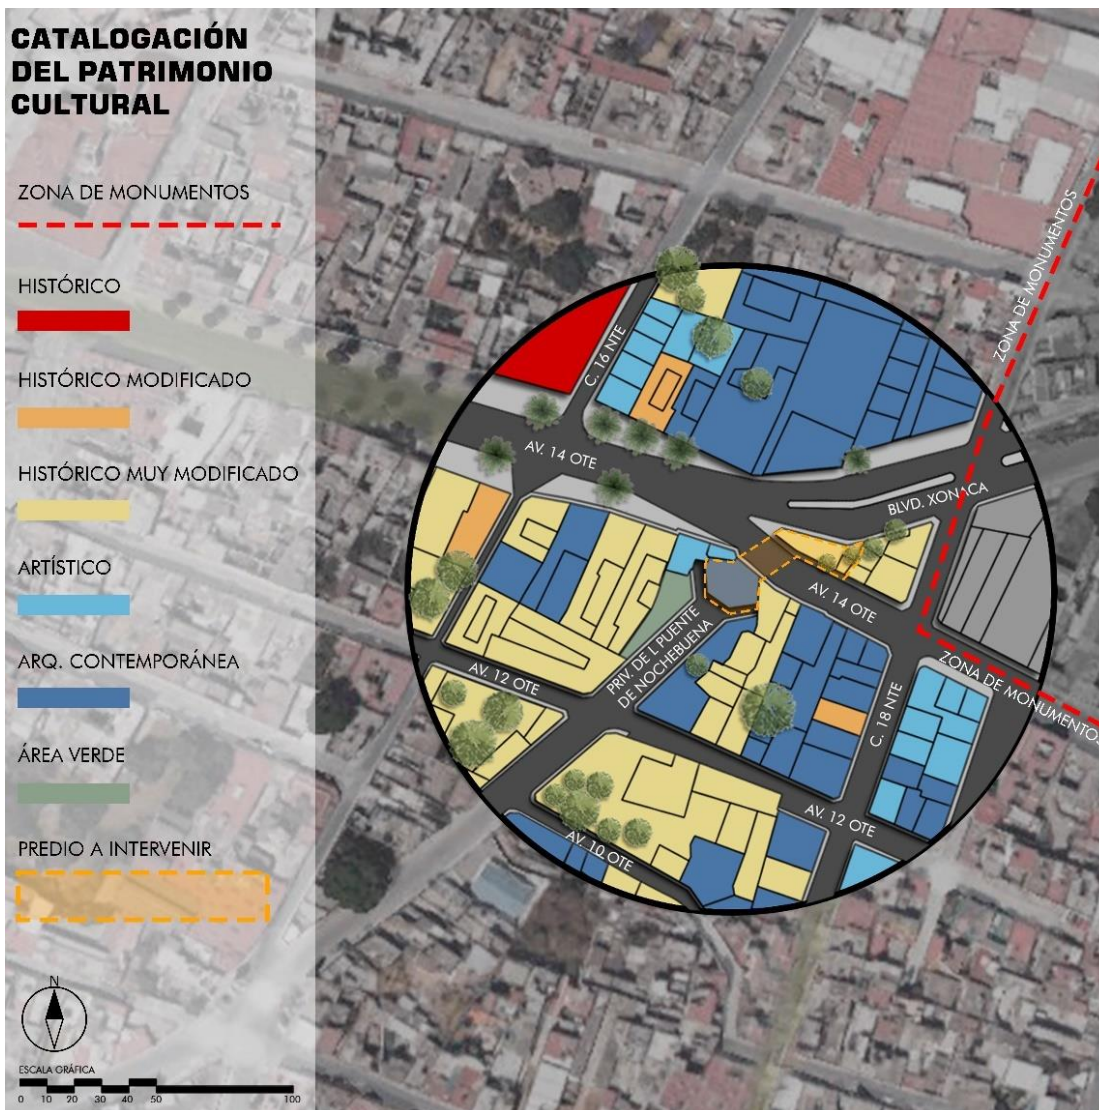 CATALOGACIÓN
DEL PATRIMONIO
CULTURAL
ZONA DE MONUMENTOS
HISTÓRICO
HISTÓRICO MODIFICADO
HISTÓRICO MUY MODIFICADO
ARTÍSTICO
ARQ. CONTEMPORÁNEA
ÁREA VERDE
PREDIO A INTERVENIR
N
ESCALA GRÁFICA
0 10 20 30 40 50 100
ZONA DE MONUMENTOS
C. 16 NTE
AV. 14 OTE
BLVD. XONACA
AV. 14 OTE
PRIV. DE L PUENTE
DE NOCHEBUENA
AV. 12 OTE
C. 18 NTE
ZONA DE MONUMENTOS
AV. 12 OTE
AV. 10 OTE